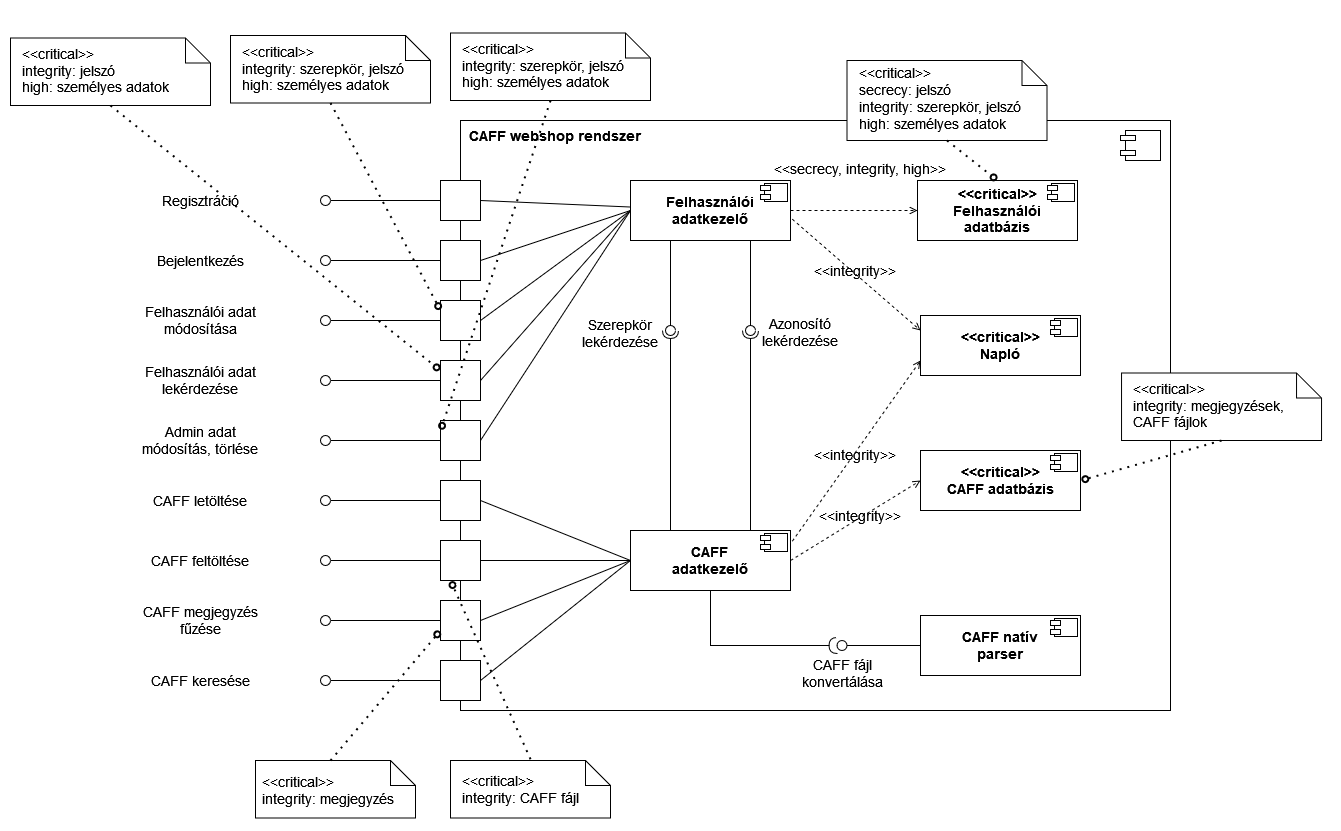 <<critical>>
integrity: jelszó
high: személyes adatok
<<critical>>
integrity: szerepkör, jelszó
high: személyes adatok
<<critical>>
integrity: szerepkör, jelszó
high: személyes adatok
<<critical>>
secrecy: jelszó
integrity: szerepkör, jelszó
high: személyes adatok
CAFF webshop rendszer
<<secrecy, integrity, high>>
Regisztráció
Bejelentkezés
Felhasználói adat
módosítása
Felhasználói adat
lekérdezése
Admin adat
módosítás, törlése
CAFF letöltése
CAFF feltöltése
CAFF megjegyzés
fűzése
CAFF keresése
Felhasználói
adatkezelő
<<critical>>
Felhasználói
adatbázis
<<integrity>>
Szerepkör
lekérdezése
Azonosító
lekérdezése
<<critical>>
Napló
<<critical>>
integrity: megjegyzések,
CAFF fájlok
<<integrity>>
<<critical>>
CAFF adatbázis
<<integrity>>
CAFF
adatkezelő
CAFF natív
parser
CAFF fájl
konvertálása
<<critical>>
integrity: megjegyzés
<<critical>>
integrity: CAFF fájl